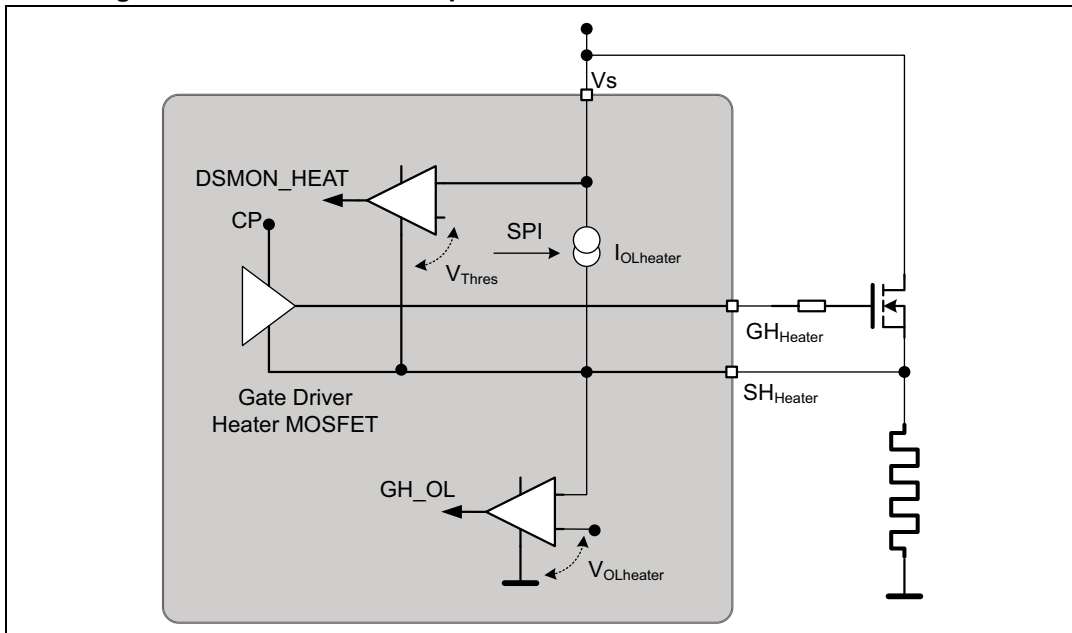 Vs
DSMON_HEAT
CP
SPI
IOLheater
VThres
GHHeater
SHHeater
Gate Driver
Heater MOSFET
GH_OL
VOLheater